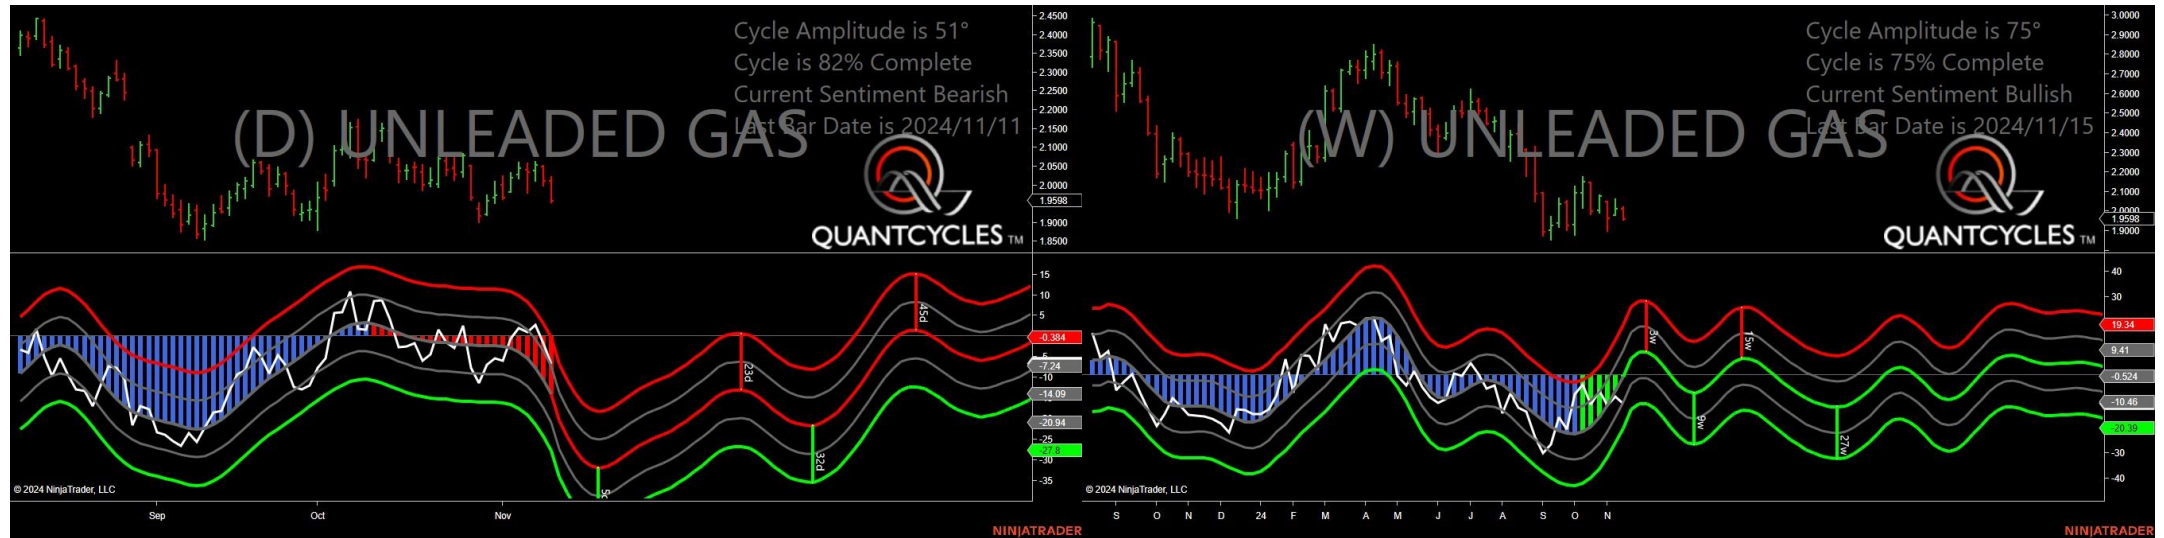 Cycle Amplitude is 51°
Cycle is 82% Complete
Current Sentiment Bearish
Last Bar Date is 2024/11/11
(D) UNLEADED GAS
QUANTCYCLES TM
2.4500
2.4000
2.3500
2.3000
2.2500
2.2000
2.1500
2.1000
2.0500
2.0000
1.9598
1.9000
1.8500
15
10
5
-0.384
-5
-7.24
-10
-14.09
-20.94
-27.8
-30
-35
5d
23d
32d
45d
© 2024 NinjaTrader, LLC
Sep Oct Nov
NINJATRADER
Cycle Amplitude is 75°
Cycle is 75% Complete
Current Sentiment Bullish
Last Bar Date is 2024/11/15
(W) UNLEADED GAS
QUANTCYCLES TM
3.0000
2.9000
2.8000
2.7000
2.6000
2.5000
2.4000
2.3000
2.2000
2.1000
2.0000
1.9598
1.9000
40
30
19.34
9.41
-0.524
-10.46
-20.39
-30
-40
3w
9w
15w
27w
© 2024 NinjaTrader, LLC
S O N D 24 F M A M J J A S O N
NINJATRADER